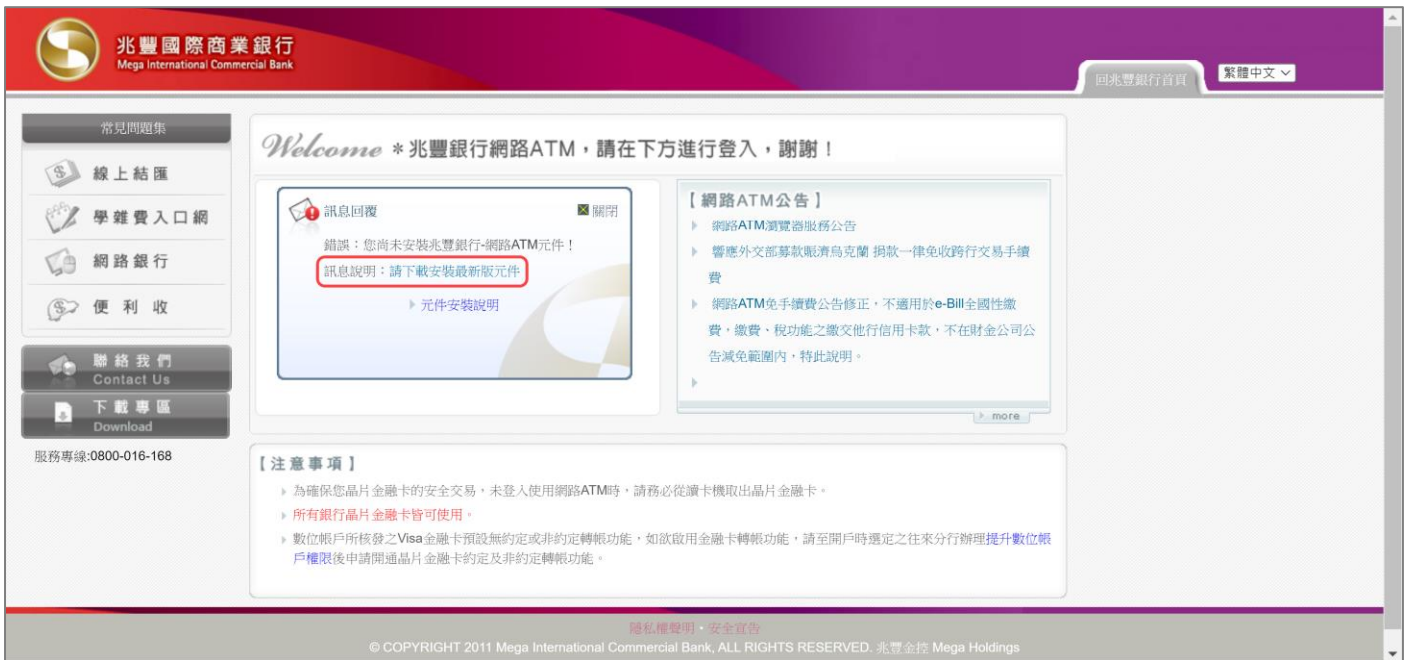 兆豐國際商業銀行
Mega International Commercial Bank
回兆豐銀行首頁
繁體中文
常見問題集
線上結匯
學雜費入口網
網路銀行
便利收
聯絡我們
Contact Us
下載專區
Download
服務專線:0800-016-168
Welcome *兆豐銀行網路ATM,請在下方進行登入,謝謝!
訊息回覆
關閉
錯誤:您尚未安裝兆豐銀行-網路ATM元件!
訊息說明:請下載安裝最新版元件
元件安裝說明
【網路ATM公告】
網路ATM瀏覽器服務公告
響應外交部募款賑濟烏克蘭 捐款一律免收跨行交易手續
費
網路ATM免手續費公告修正,不適用於e-Bill全國性繳
費,繳費、稅功能之繳交他行信用卡款,不在財金公司公
告減免範圍內,特此說明。
more
【注意事項】
為確保您晶片金融卡的安全交易,未登入使用網路ATM時,請務必從讀卡機取出晶片金融卡。
所有銀行晶片金融卡皆可使用。
數位帳戶所核發之Visa金融卡預設無約定或非約定轉帳功能,如欲啟用金融卡轉帳功能,請至開戶時選定之往來分行辦理提升數位帳
戶權限後申請開通晶片金融卡約定及非約定轉帳功能。
隱私權聲明・安全宣告
© COPYRIGHT 2011 Mega International Commercial Bank, ALL RIGHTS RESERVED. 兆豐金控 Mega Holdings